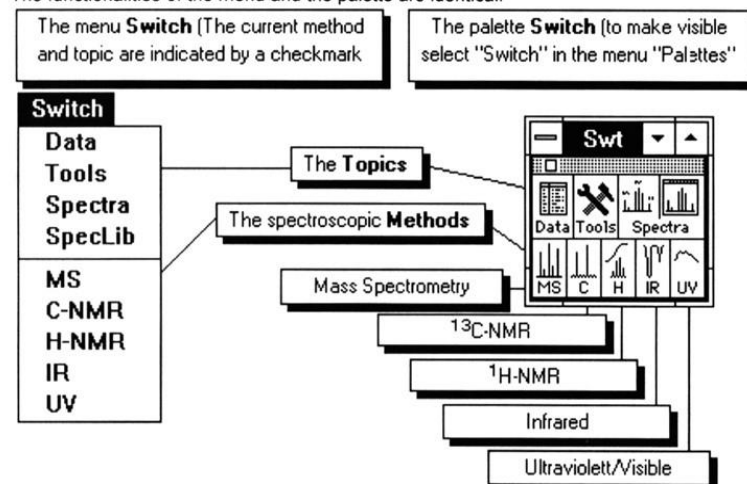 The functionalities of the menu and the palette are identical.
The menu Switch (The current method
and topic are indicated by a checkmark
The palette Switch (to make visible
select "Switch" in the menu "Palettes"
Switch
Data
Tools
Spectra
SpecLib
MS
C-NMR
H-NMR
IR
UV
The Topics
The spectroscopic Methods
Swt
Data Tools Spectra
MS C H IR UV
Mass Spectrometry
13C-NMR
1H-NMR
Infrared
Ultraviolett/Visible